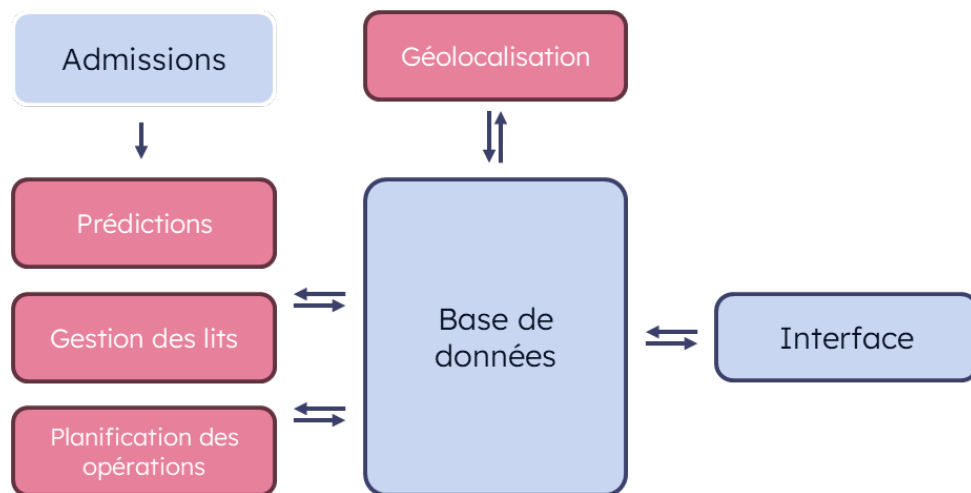 Admissions
Géolocalisation
Prédictions
Gestion des lits
Base de
données
Interface
Planification des
opérations